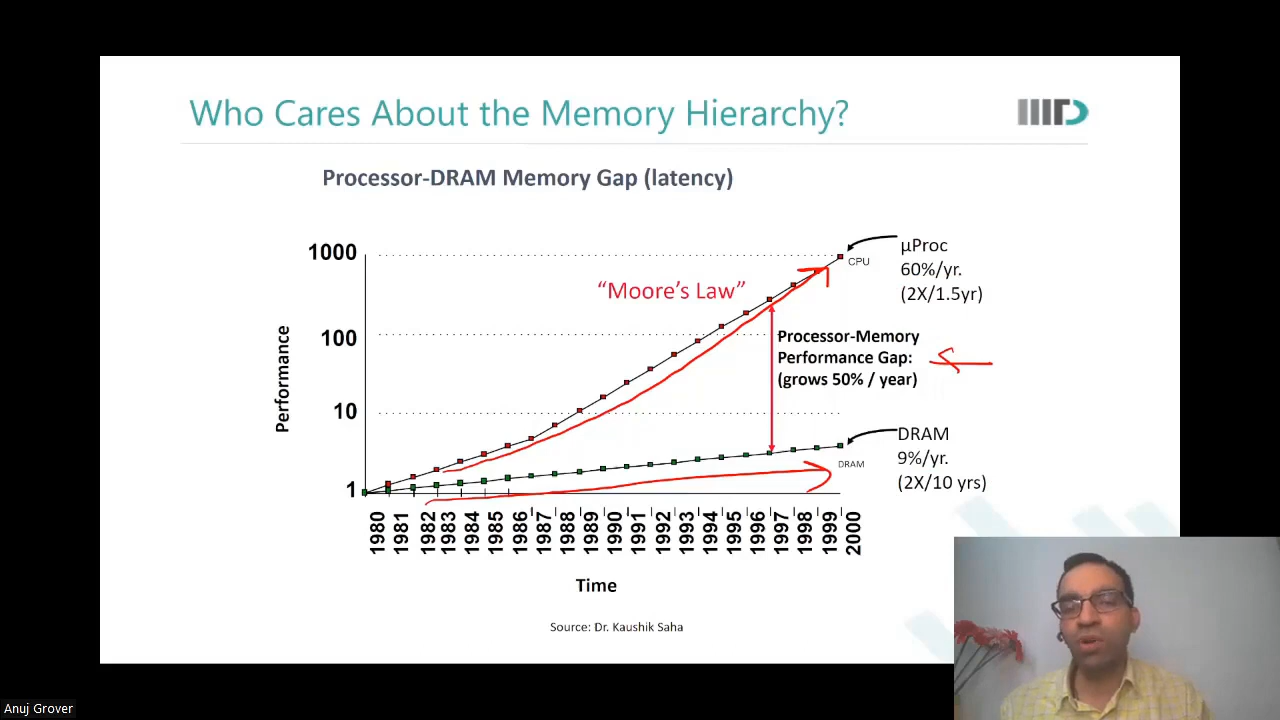 Who Cares About the Memory Hierarchy?
IIITD
Processor-DRAM Memory Gap (latency)
1000
100
10
1
Performance
"Moore's Law"
CPU
µProc
60%/yr.
(2X/1.5yr)
Processor-Memory
Performance Gap:
(grows 50% / year)
DRAM
DRAM
9%/yr.
(2X/10 yrs)
1980
1981
1982
1983
1984
1985
1986
1987
1988
1989
1990
1991
1992
1993
1994
1995
1996
1997
1998
1999
2000
Time
Source: Dr. Kaushik Saha
Anuj Grover